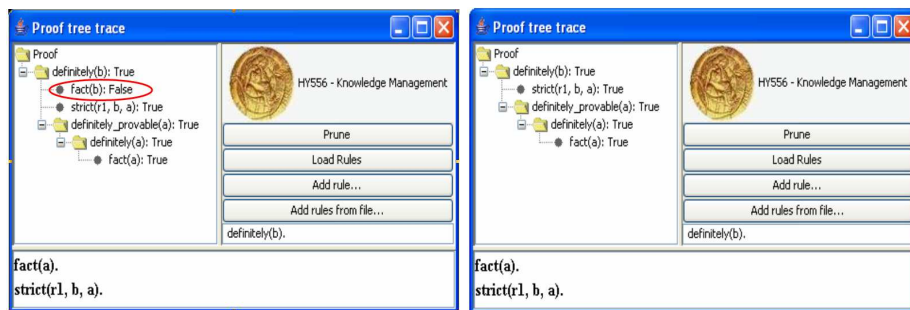 Proof tree trace
Proof
definitely(b): True
fact(b): False
strict(r1, b, a): True
definitely_provable(a): True
definitely(a): True
fact(a): True
HY556 - Knowledge Management
Prune
Load Rules
Add rule...
Add rules from file...
definitely(b).
fact(a).
strict(r1, b, a).
Proof tree trace
Proof
definitely(b): True
strict(r1, b, a): True
definitely_provable(a): True
definitely(a): True
fact(a): True
HY556 - Knowledge Management
Prune
Load Rules
Add rule...
Add rules from file...
definitely(b).
fact(a).
strict(r1, b, a).